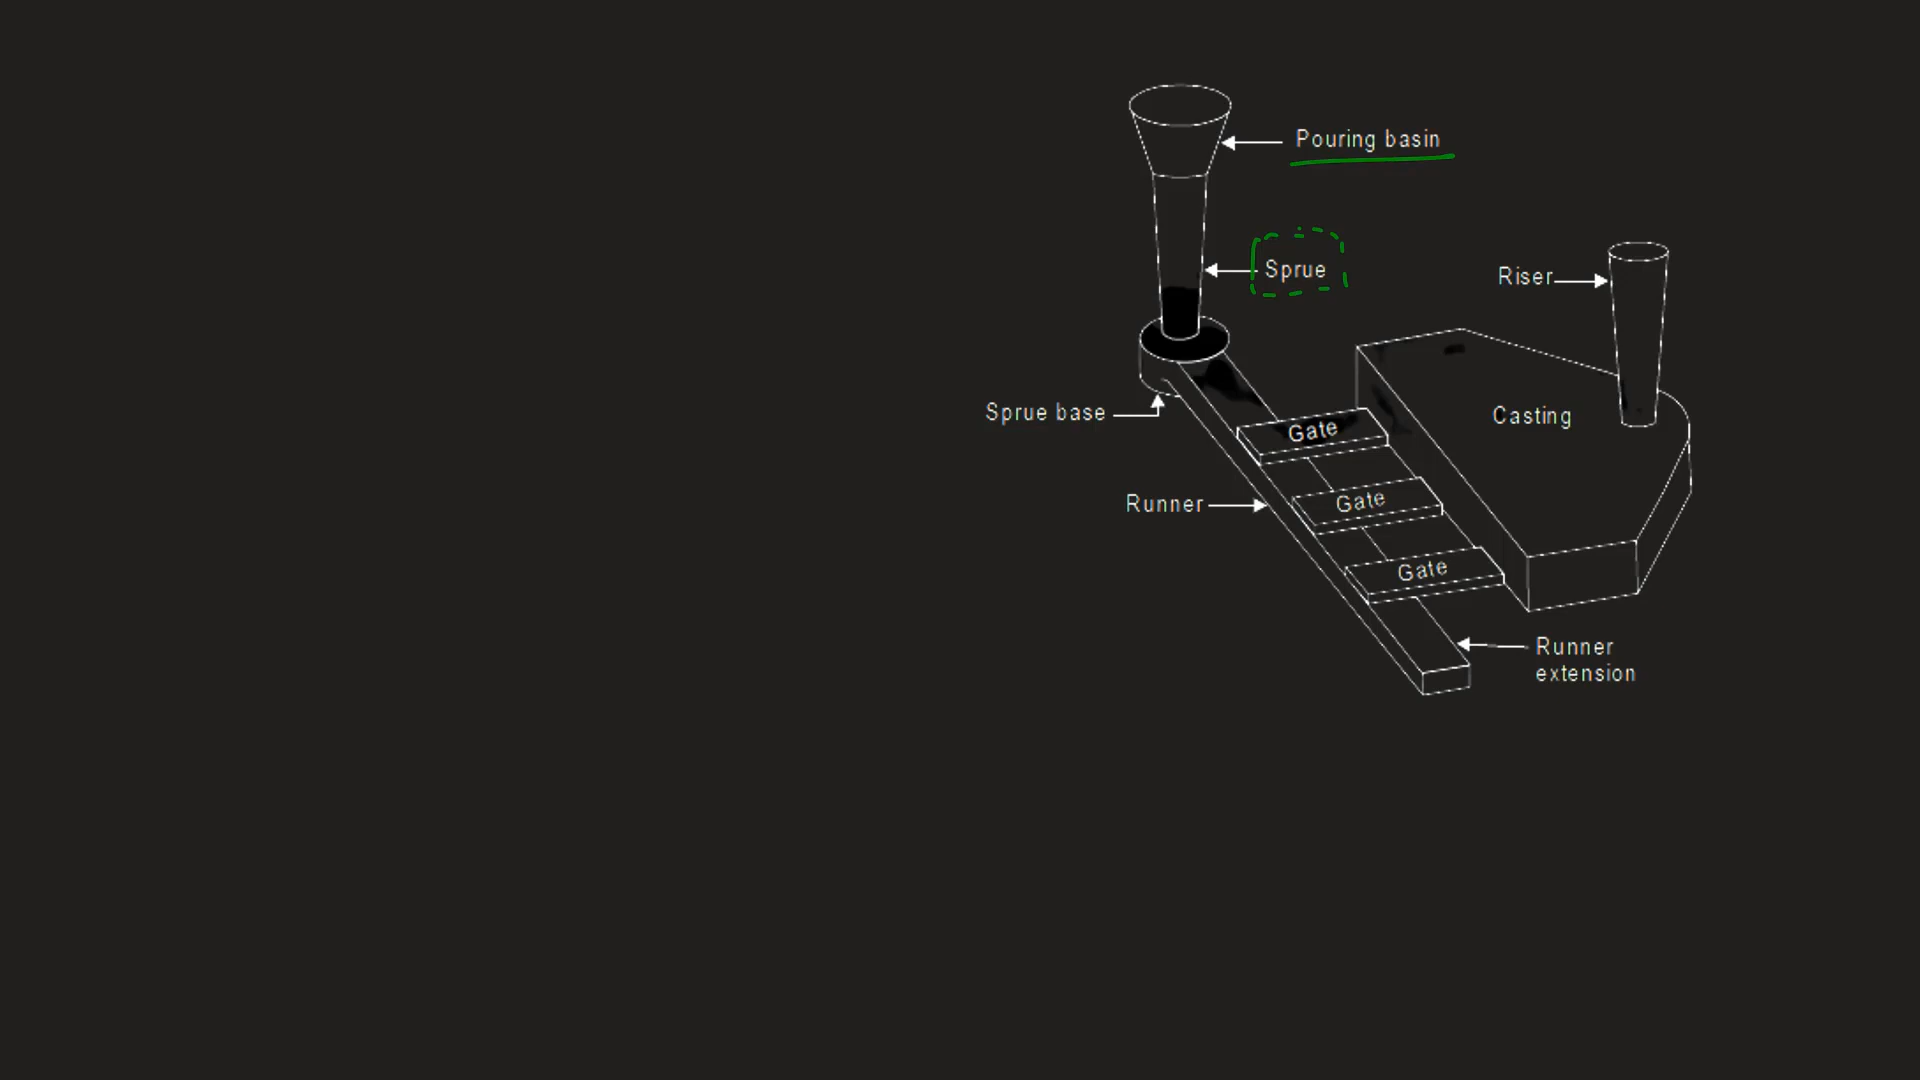 Pouring basin
Sprue
Riser
Sprue base
Casting
Gate
Runner
Gate
Gate
Runner
extension